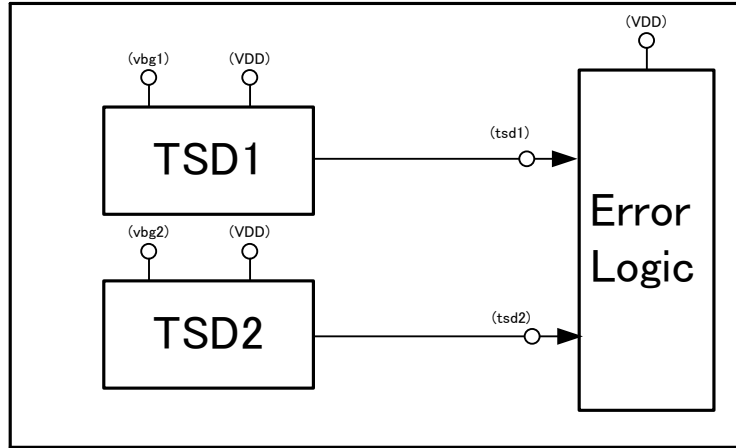 (VDD)
(vbg1) (VDD)
TSD1
(tsd1)
(vbg2) (VDD)
TSD2
(tsd2)
Error
Logic